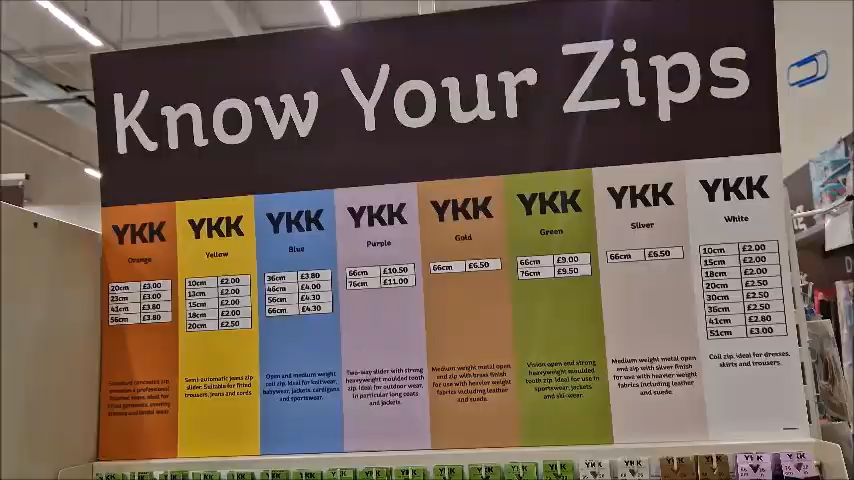 Know Your Zips
YKK
Orange
20cm £3.00
23cm £3.00
41cm £3.80
56cm £3.80
YKK
Yellow
10cm £2.00
13cm £2.00
15cm £2.00
18cm £2.00
20cm £2.50
Semi-automatic jeans zip
slider. Suitable for fitted
trousers, jeans and cords
YKK
Blue
36cm £3.80
46cm £4.00
56cm £4.30
66cm £4.30
Open end medium weight
coil zip. Ideal for knitwear,
babywear, jackets, cardigans
and sportswear.
YKK
Purple
66cm £10.50
76cm £11.00
Two-way slider with strong
heavyweight moulded tooth
zip. Ideal for outdoor wear,
in particular long coats
and jackets.
YKK
Gold
66cm £6.50
Medium weight metal open
end zip with brass finish
for use with heavier weight
fabrics including leather
and suede.
YKK
Green
66cm £9.00
76cm £9.50
Vision open end strong
heavyweight moulded
tooth zip. Ideal for use in
sportswear, jackets
and ski-wear.
YKK
Silver
66cm £6.50
Medium weight metal open
end zip with silver finish
for use with heavier weight
fabrics including leather
and suede.
YKK
White
10cm £2.00
15cm £2.00
18cm £2.00
20cm £2.50
30cm £2.50
36cm £2.50
41cm £2.80
51cm £3.00
Coil zip, ideal for dresses,
skirts and trousers.